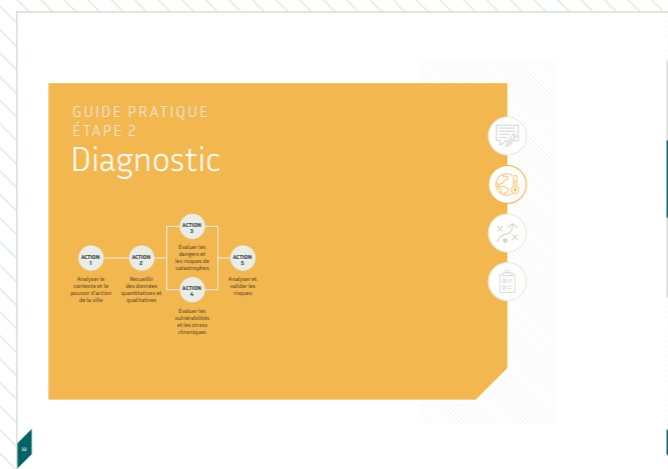 GUIDE PRATIQUE
ÉTAPE 2
Diagnostic
ACTION
1
Analyser le
contexte et le
pouvoir d'action
de la ville
ACTION
2
Recueillir
des données
quantitatives et
qualitatives
ACTION
3
Évaluer les
dangers et
les risques de
catastrophes
ACTION
4
Évaluer les
vulnérabilités
et les stress
chroniques
ACTION
5
Analyser et
valider les
risques
32